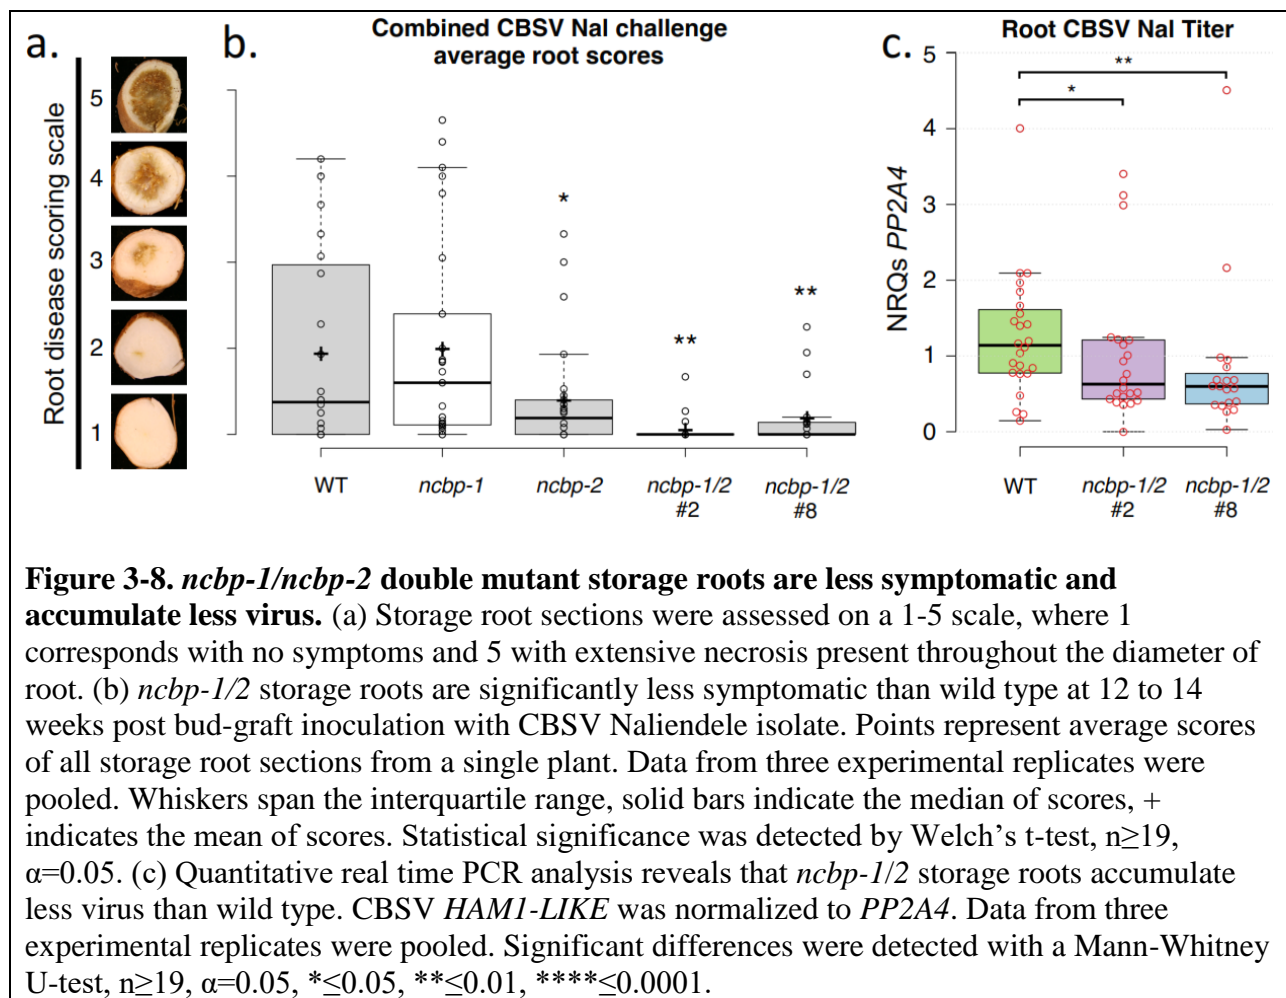 a.
Root disease scoring scale
5
4
3
2
1
b.
Combined CBSV Nal challenge
average root scores
*
**
**
WT
ncbp-1
ncbp-2
ncbp-1/2
#2
ncbp-1/2
#8
c.
Root CBSV Nal Titer
NRQs PP2A4
5
4
3
2
1
0
**
*
WT
ncbp-1/2
#2
ncbp-1/2
#8
Figure 3-8. ncbp-1/ncbp-2 double mutant storage roots are less symptomatic and
accumulate less virus. (a) Storage root sections were assessed on a 1-5 scale, where 1
corresponds with no symptoms and 5 with extensive necrosis present throughout the diameter of
root. (b) ncbp-1/2 storage roots are significantly less symptomatic than wild type at 12 to 14
weeks post bud-graft inoculation with CBSV Naliendele isolate. Points represent average scores
of all storage root sections from a single plant. Data from three experimental replicates were
pooled. Whiskers span the interquartile range, solid bars indicate the median of scores, +
indicates the mean of scores. Statistical significance was detected by Welch’s t-test, n≥19,
α=0.05. (c) Quantitative real time PCR analysis reveals that ncbp-1/2 storage roots accumulate
less virus than wild type. CBSV HAM1-LIKE was normalized to PP2A4. Data from three
experimental replicates were pooled. Significant differences were detected with a Mann-Whitney
U-test, n≥19, α=0.05, *≤0.05, **≤0.01, ****≤0.0001.